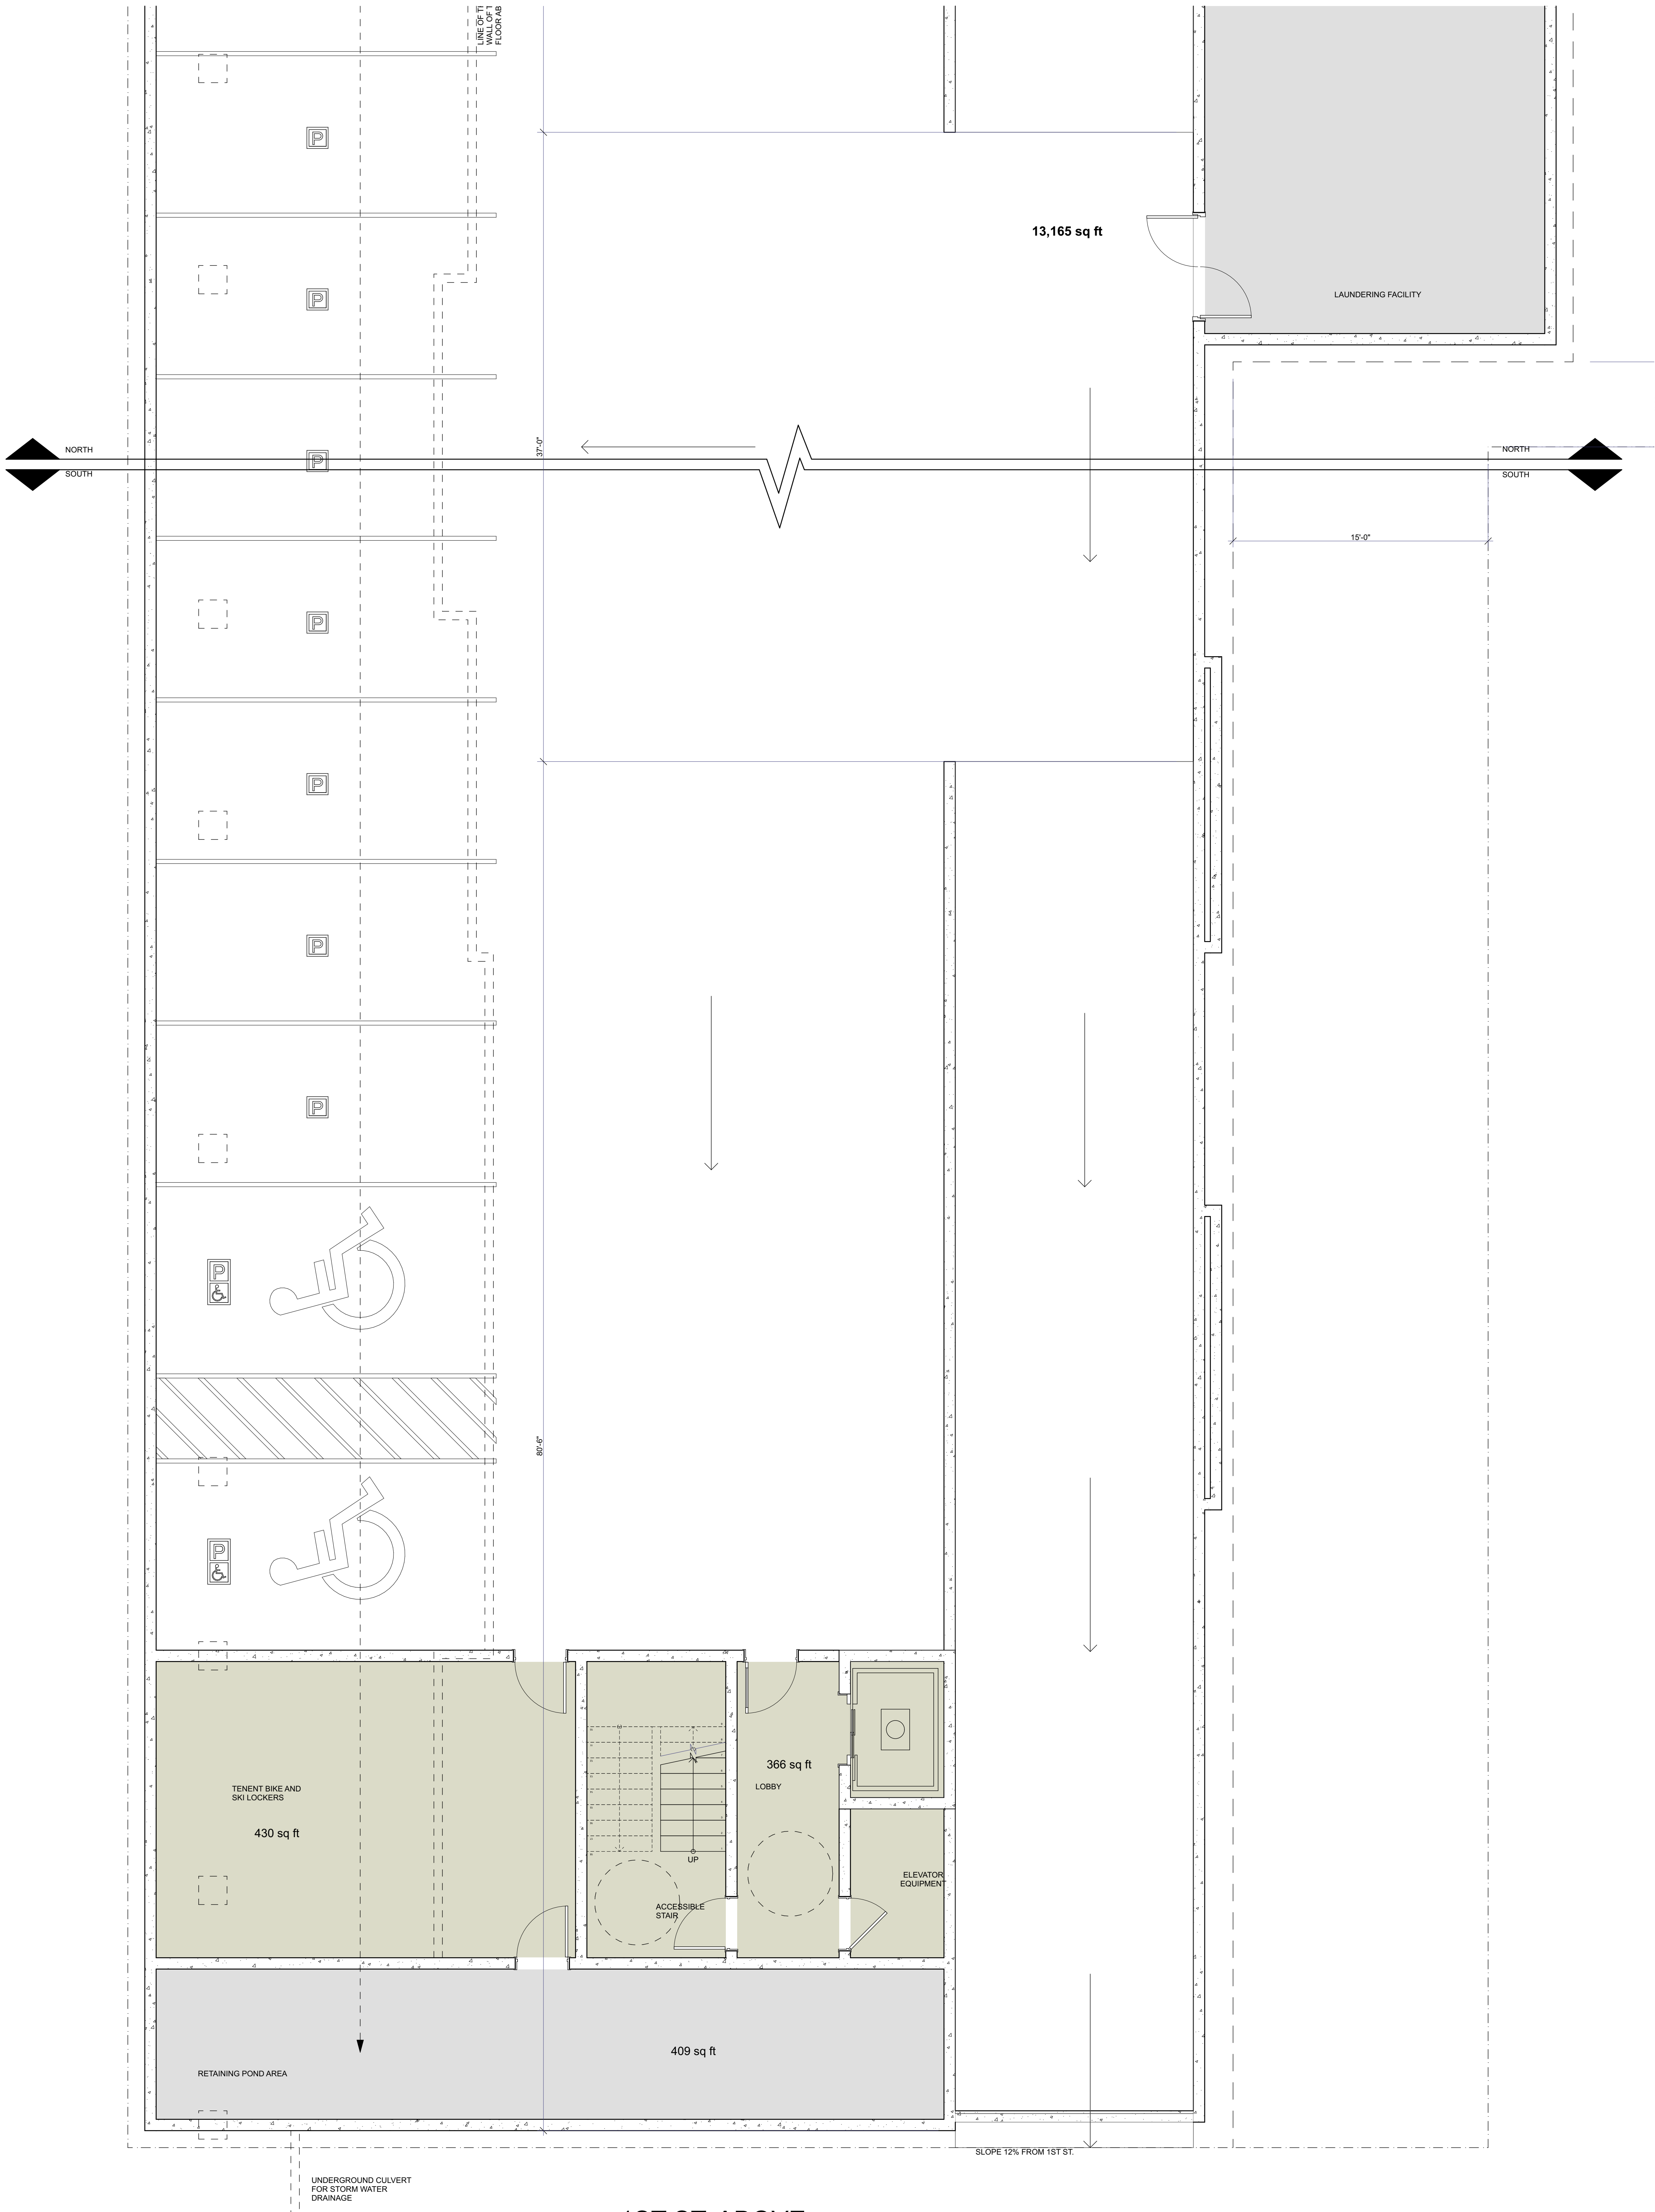 LINE OF
WALL OF
FLOOR
P
13,165 sq ft
P
LAUNDERING FACILITY
NORTH
37'-0"
P
NORTH
SOUTH
SOUTH
15'-0"
P
P
P
P
P
80'-6"
P
366 sq ft
LOBBY
TENENT BIKE AND
SKI LOCKERS
430 sq ft
UP
ELEVATOR
EQUIPMENT
ACCESSIBLE
STAIR
409 sq ft
RETAINING POND AREA
SLOPE 12% FROM 1ST ST.
UNDERGROUND CULVERT
FOR STORM WATER
DRAINAGE